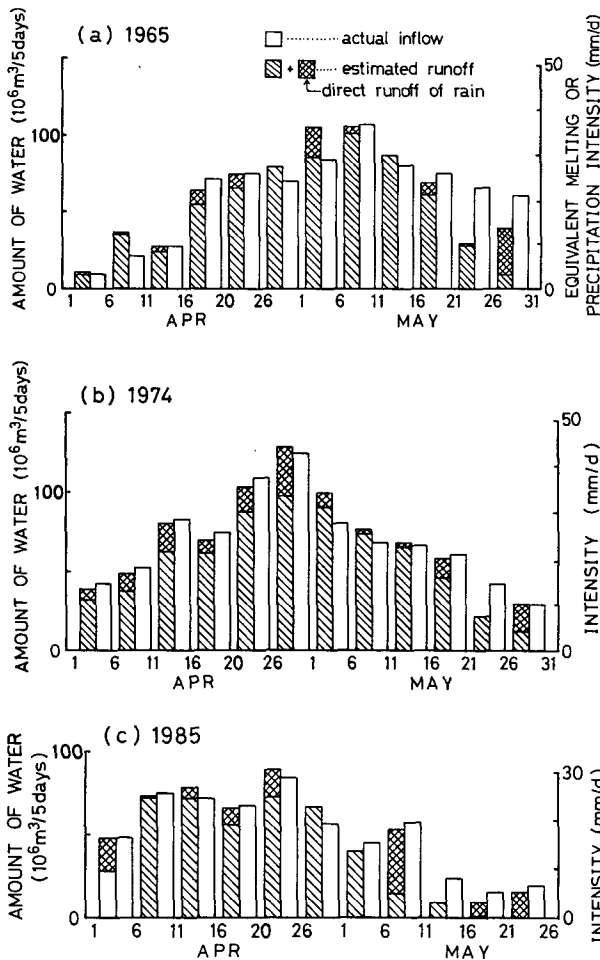 (a) 1965
actual inflow
+ estimated runoff
direct runoff of rain
AMOUNT OF WATER (10⁶m³/5days)
100
0
50
0
EQUIVALENT MELTING OR
PRECIPITATION INTENSITY (mm/d)
1 6 11 16 20 26 1 6 11 16 21 26 31
APR MAY
(b) 1974
AMOUNT OF WATER (10⁶m³/5days)
100
0
50
0
INTENSITY (mm/d)
1 6 11 16 20 26 1 6 11 16 21 26 31
APR MAY
(c) 1985
AMOUNT OF WATER
(10⁶m³/5days)
100
0
30
0
INTENSITY (mm/d)
1 6 11 16 20 26 1 6 11 16 21 26
APR MAY